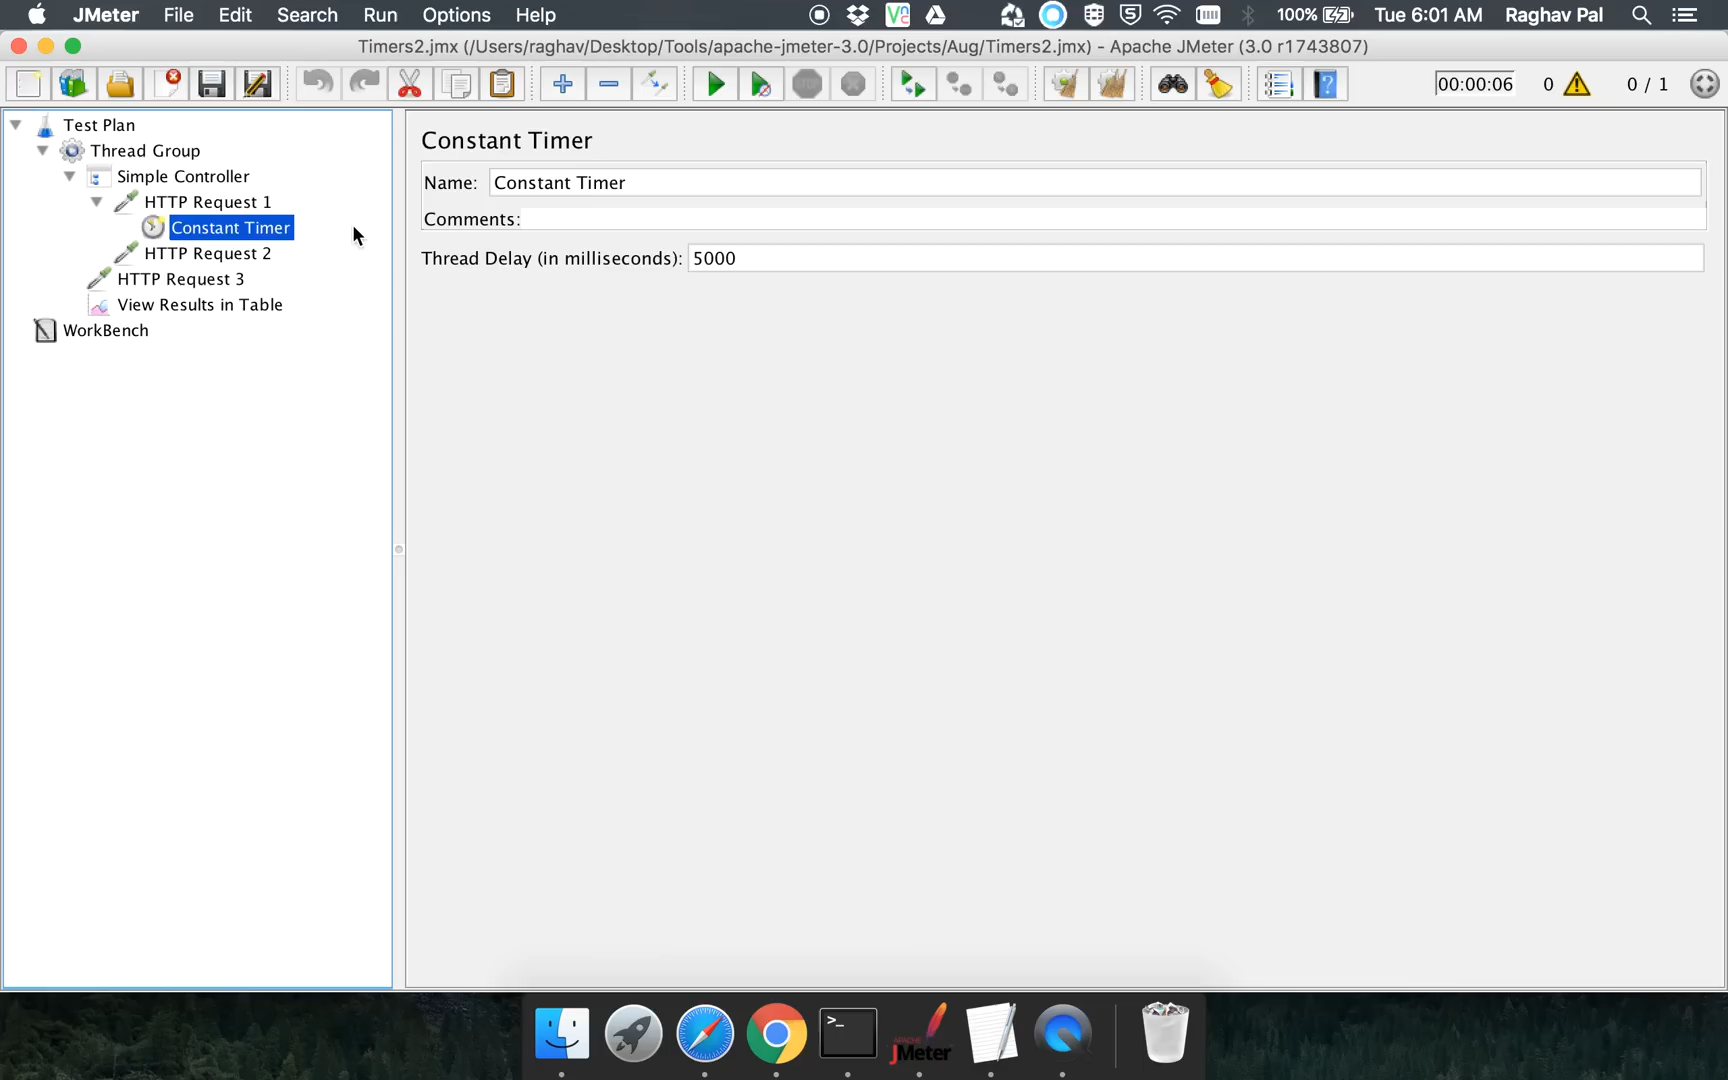 JMeter File Edit Search Run Options Help 100% Tue 6:01 AM Raghav Pal
Timers2.jmx (/Users/raghav/Desktop/Tools/apache-jmeter-3.0/Projects/Aug/Timers2.jmx) - Apache JMeter (3.0 r1743807)
00:00:06 0 0 / 1
Test Plan
Thread Group
Simple Controller
HTTP Request 1
Constant Timer
HTTP Request 2
HTTP Request 3
View Results in Table
WorkBench
Constant Timer
Name: Constant Timer
Comments:
Thread Delay (in milliseconds): 5000
APACHE
JMeter